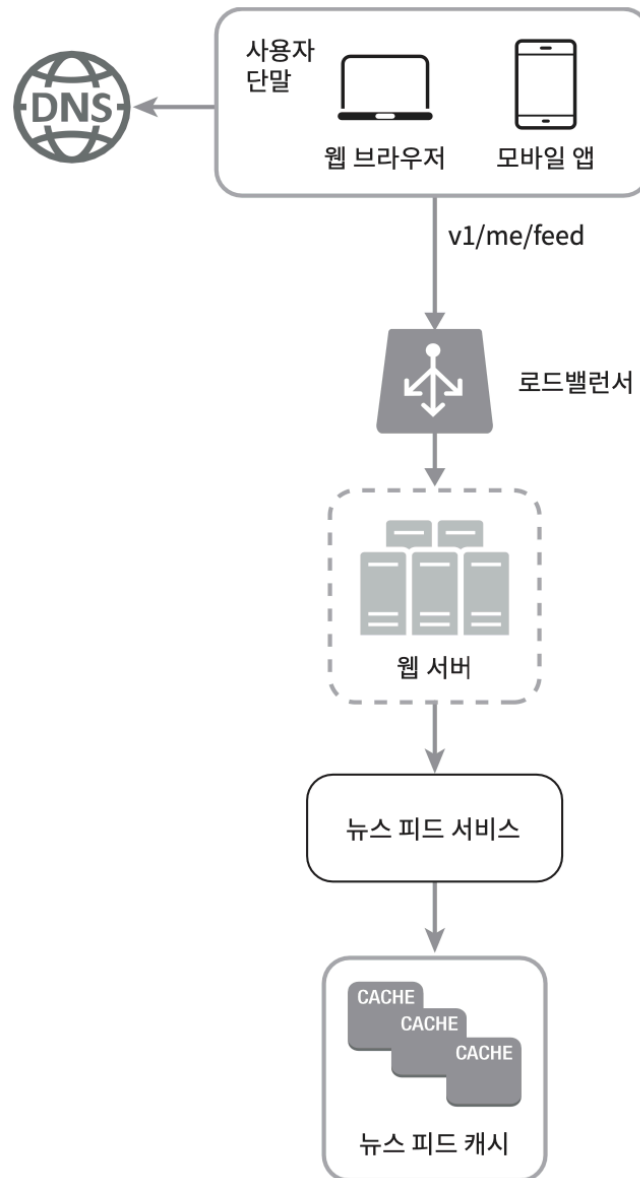 사용자
단말
DNS
웹 브라우저
모바일 앱
v1/me/feed
로드밸런서
웹 서버
뉴스 피드 서비스
CACHE
CACHE
CACHE
뉴스 피드 캐시